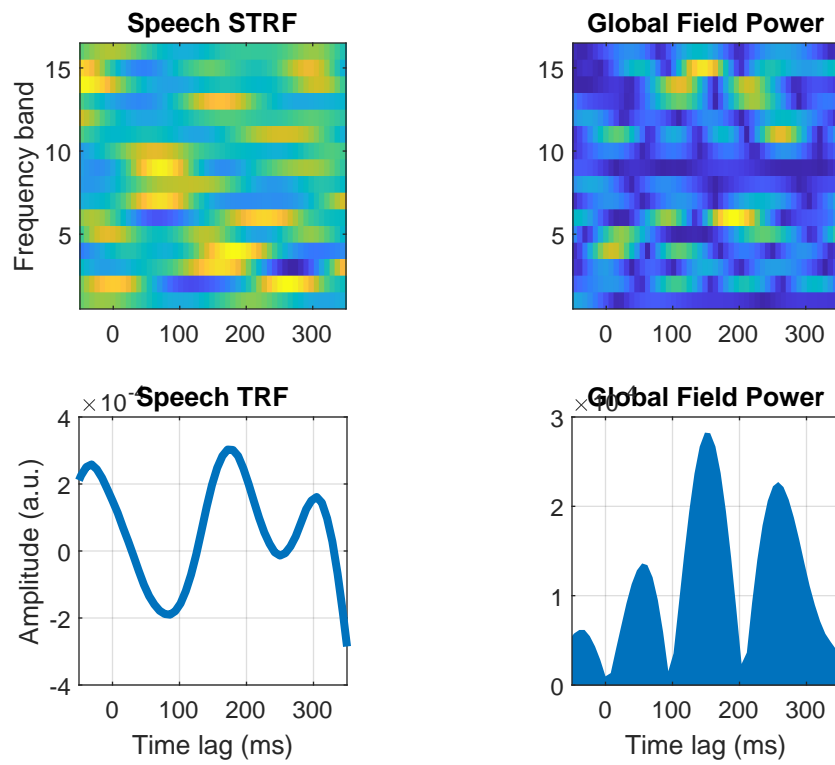 Speech STRF
Frequency band
15
10
5
0 100 200 300
Global Field Power
15
10
5
0 100 200 300
Speech TRF
× 10⁻⁴
Amplitude (a.u.)
4
2
0
-2
-4
0 100 200 300
Time lag (ms)
Global Field Power
3
2
1
0
0 100 200 300
Time lag (ms)